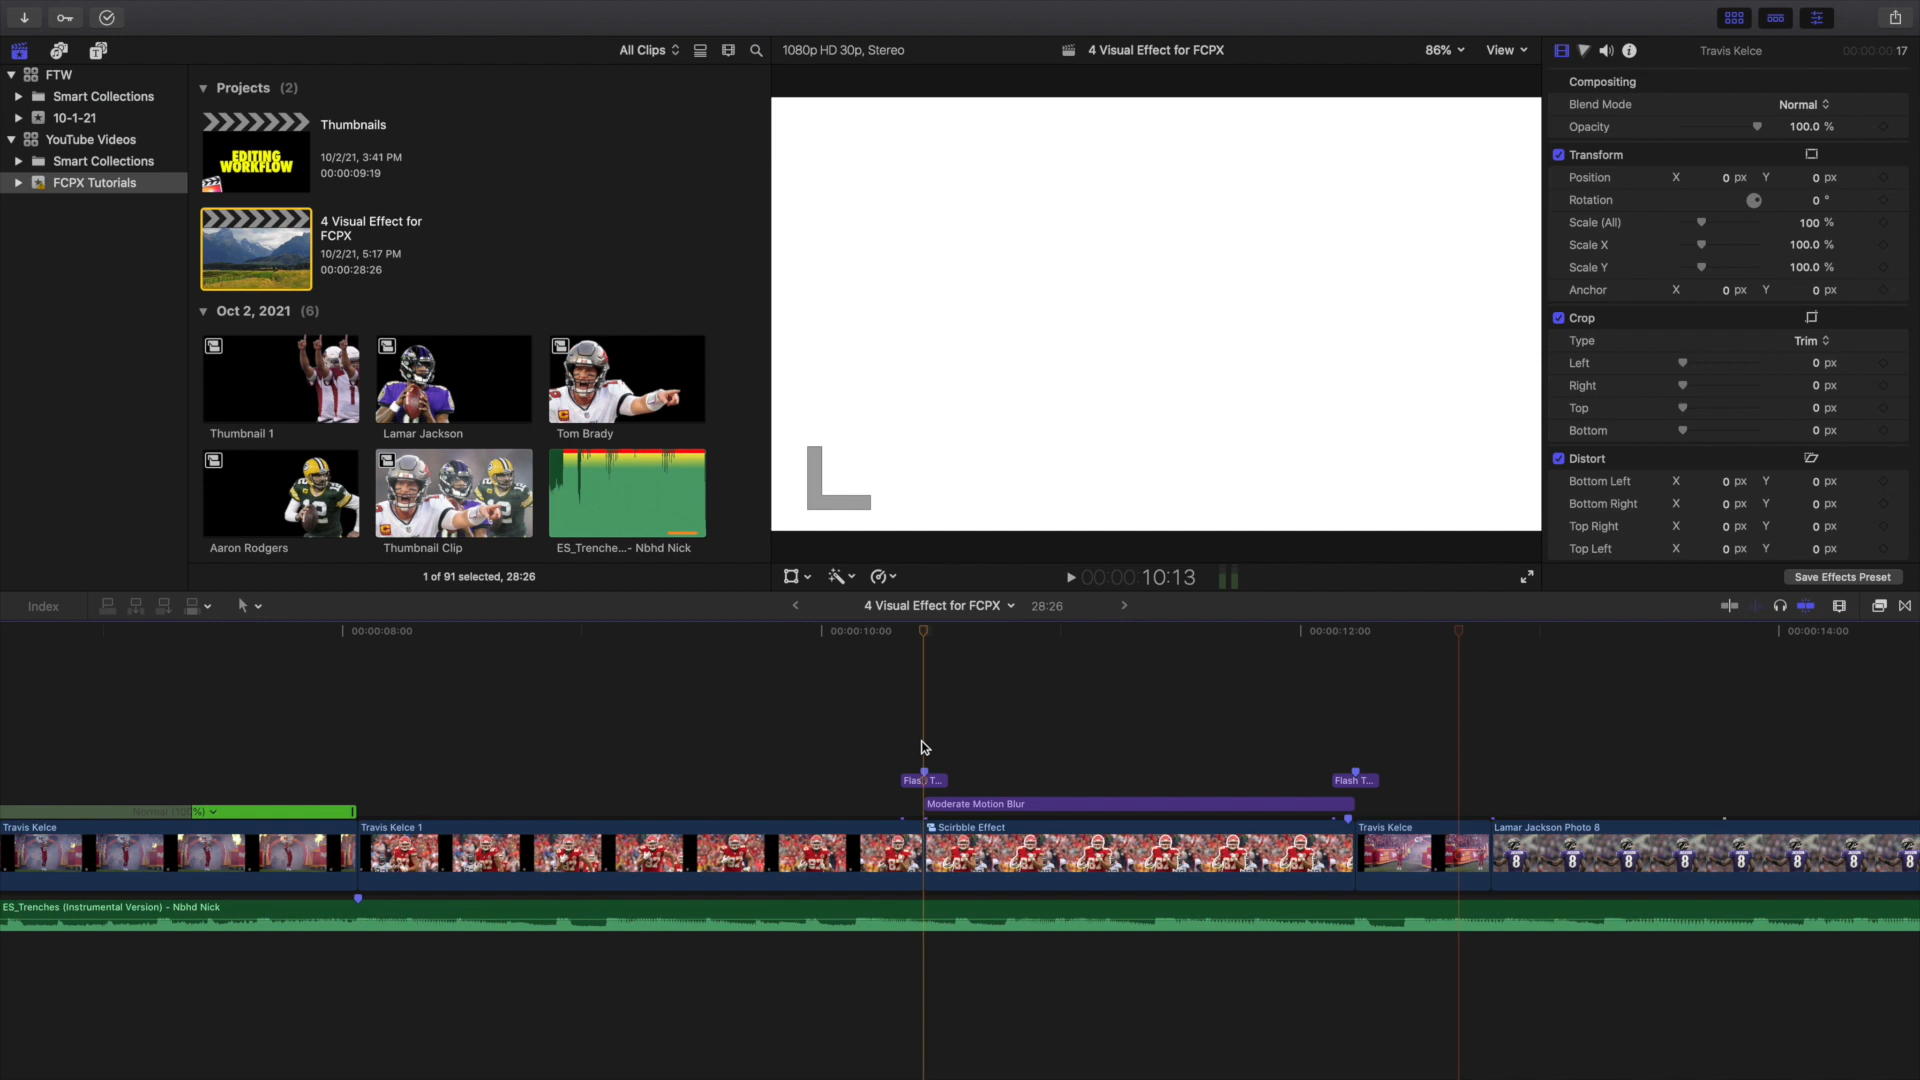 All Clips
1080p HD 30p, Stereo
4 Visual Effect for FCPX
86%
View
Travis Kelce
00:00:00:17
FTW
Smart Collections
10-1-21
YouTube Videos
Smart Collections
FCPX Tutorials
Projects (2)
Thumbnails
10/2/21, 3:41 PM
00:00:09:19
EDITING
WORKFLOW
4 Visual Effect for
FCPX
10/2/21, 5:17 PM
00:00:28:26
Oct 2, 2021 (6)
Thumbnail 1
Lamar Jackson
Tom Brady
Aaron Rodgers
Thumbnail Clip
ES_Trenche...- Nbhd Nick
1 of 91 selected, 28:26
Compositing
Blend Mode Normal
Opacity 100.0 %
Transform
Position X 0 px Y 0 px
Rotation 0 °
Scale (All) 100 %
Scale X 100.0 %
Scale Y 100.0 %
Anchor X 0 px Y 0 px
Crop
Type Trim
Left 0 px
Right 0 px
Top 0 px
Bottom 0 px
Distort
Bottom Left X 0 px Y 0 px
Bottom Right X 0 px Y 0 px
Top Right X 0 px Y 0 px
Top Left X 0 px Y 0 px
00:00:10:13
Save Effects Preset
Index
4 Visual Effect for FCPX
28:26
00:00:08:00
00:00:10:00
00:00:12:00
00:00:14:00
Flash T...
Flash T...
Moderate Motion Blur
Normal (100%)
Travis Kelce
Travis Kelce 1
Scirbble Effect
Travis Kelce
Lamar Jackson Photo 8
ES_Trenches (Instrumental Version) - Nbhd Nick